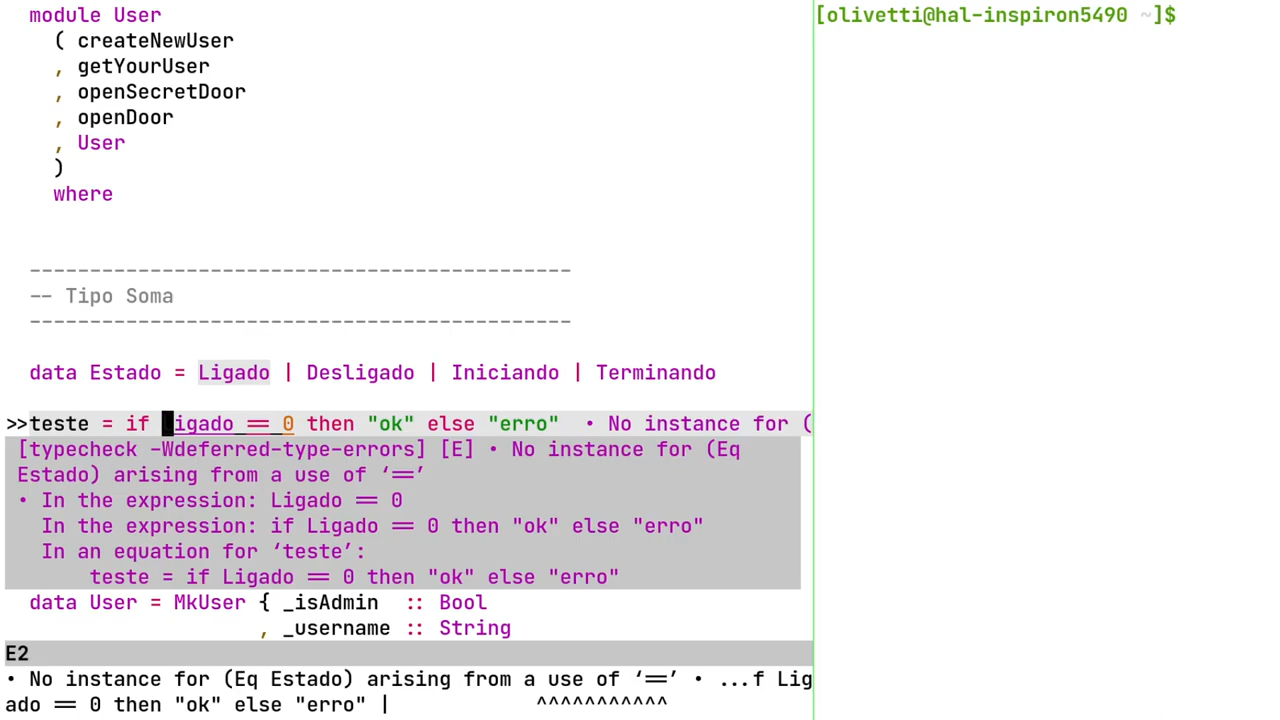 module User
( createNewUser
, getYourUser
, openSecretDoor
, openDoor
, User
)
where
---------------------------------------------
-- Tipo Soma
---------------------------------------------
data Estado = Ligado | Desligado | Iniciando | Terminando
>>teste = if Ligado == 0 then "ok" else "erro"  • No instance for (
[typecheck -Wdeferred-type-errors] [E] • No instance for (Eq
Estado) arising from a use of ‘==’
• In the expression: Ligado == 0
In the expression: if Ligado == 0 then "ok" else "erro"
In an equation for ‘teste’:
teste = if Ligado == 0 then "ok" else "erro"
data User = MkUser { _isAdmin  :: Bool
, _username :: String
E2
• No instance for (Eq Estado) arising from a use of ‘==’ • ...f Lig
ado == 0 then "ok" else "erro" |            ^^^^^^^^^^^
[olivetti@hal-inspiron5490 ~]$